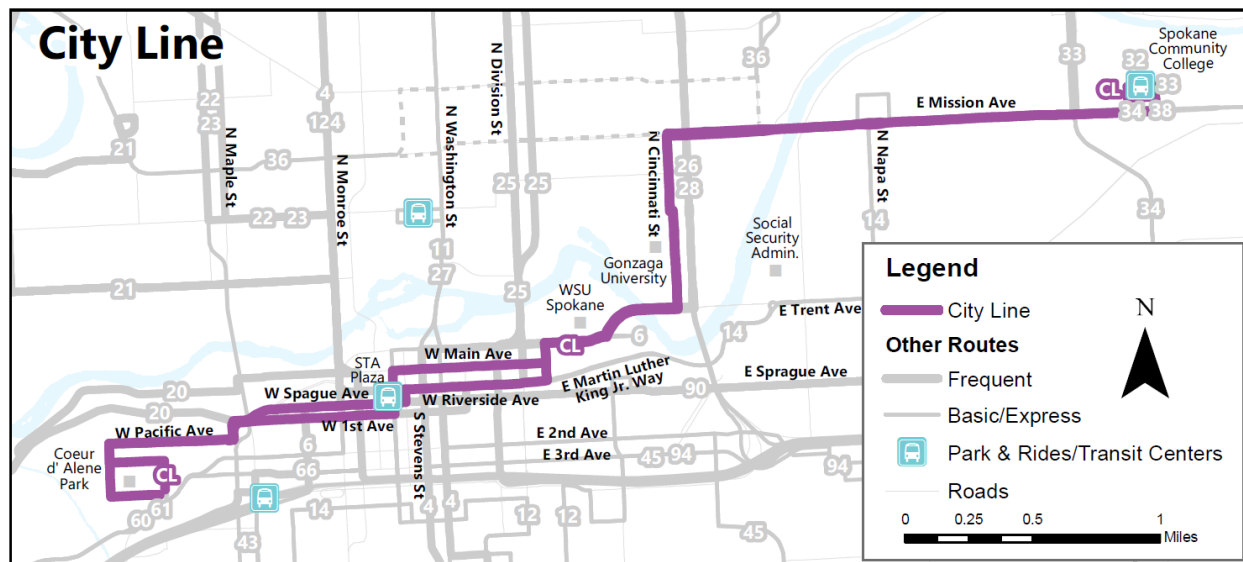 City Line
Spokane
Community
College
33
32
36
CL
33
34
38
E Mission Ave
22
23
21
36
4
124
N Maple St
N Monroe St
N Washington St
N Division St
25
25
N Cincinnati St
26
28
N Napa St
14
34
22
23
11
27
21
25
Social
Security
Admin.
Gonzaga
University
WSU
Spokane
CL
6
E Trent Ave
14
W Main Ave
STA
Plaza
W Spague Ave
W Riverside Ave
E Martin Luther
King Jr. Way
90
E Sprague Ave
20
20
W 1st Ave
W Pacific Ave
6
S Stevens St
E 2nd Ave
E 3rd Ave
45
94
94
Coeur
d' Alene
Park
CL
66
60
61
14
43
4
4
12
12
45
Legend
City Line
Other Routes
Frequent
Basic/Express
Park & Rides/Transit Centers
Roads
N
0
0.25
0.5
1
Miles